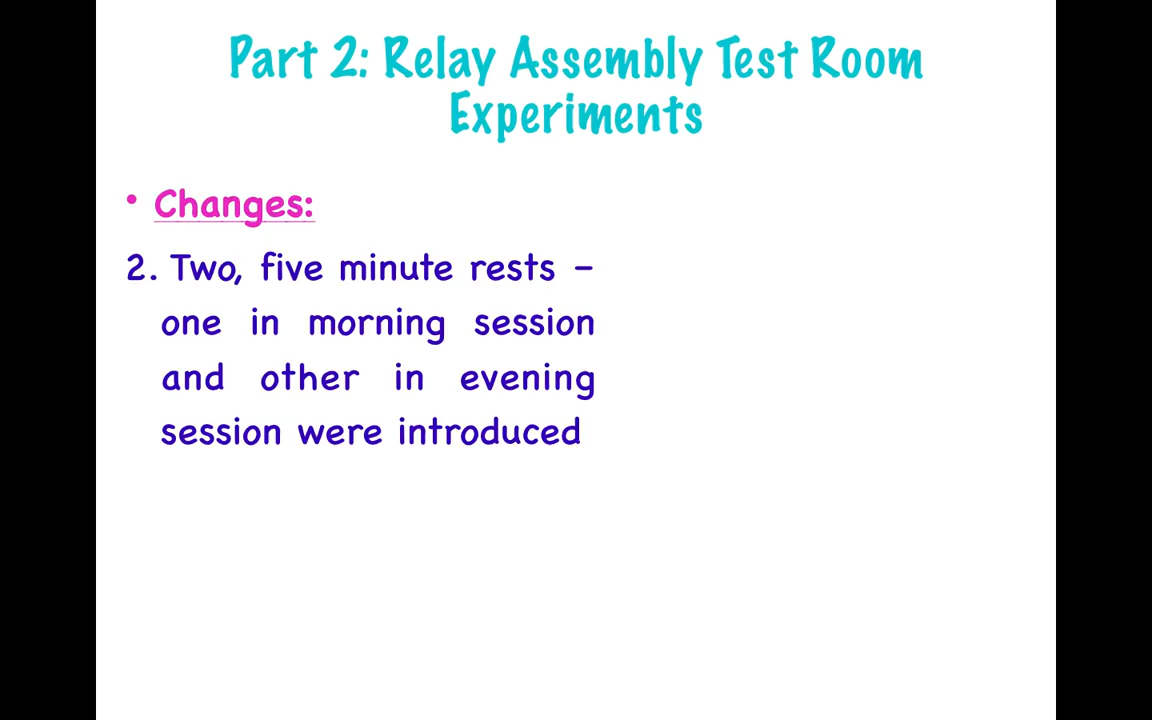 Part 2: Relay Assembly Test Room
Experiments
• Changes:
2. Two, five minute rests –
one in morning session
and other in evening
session were introduced